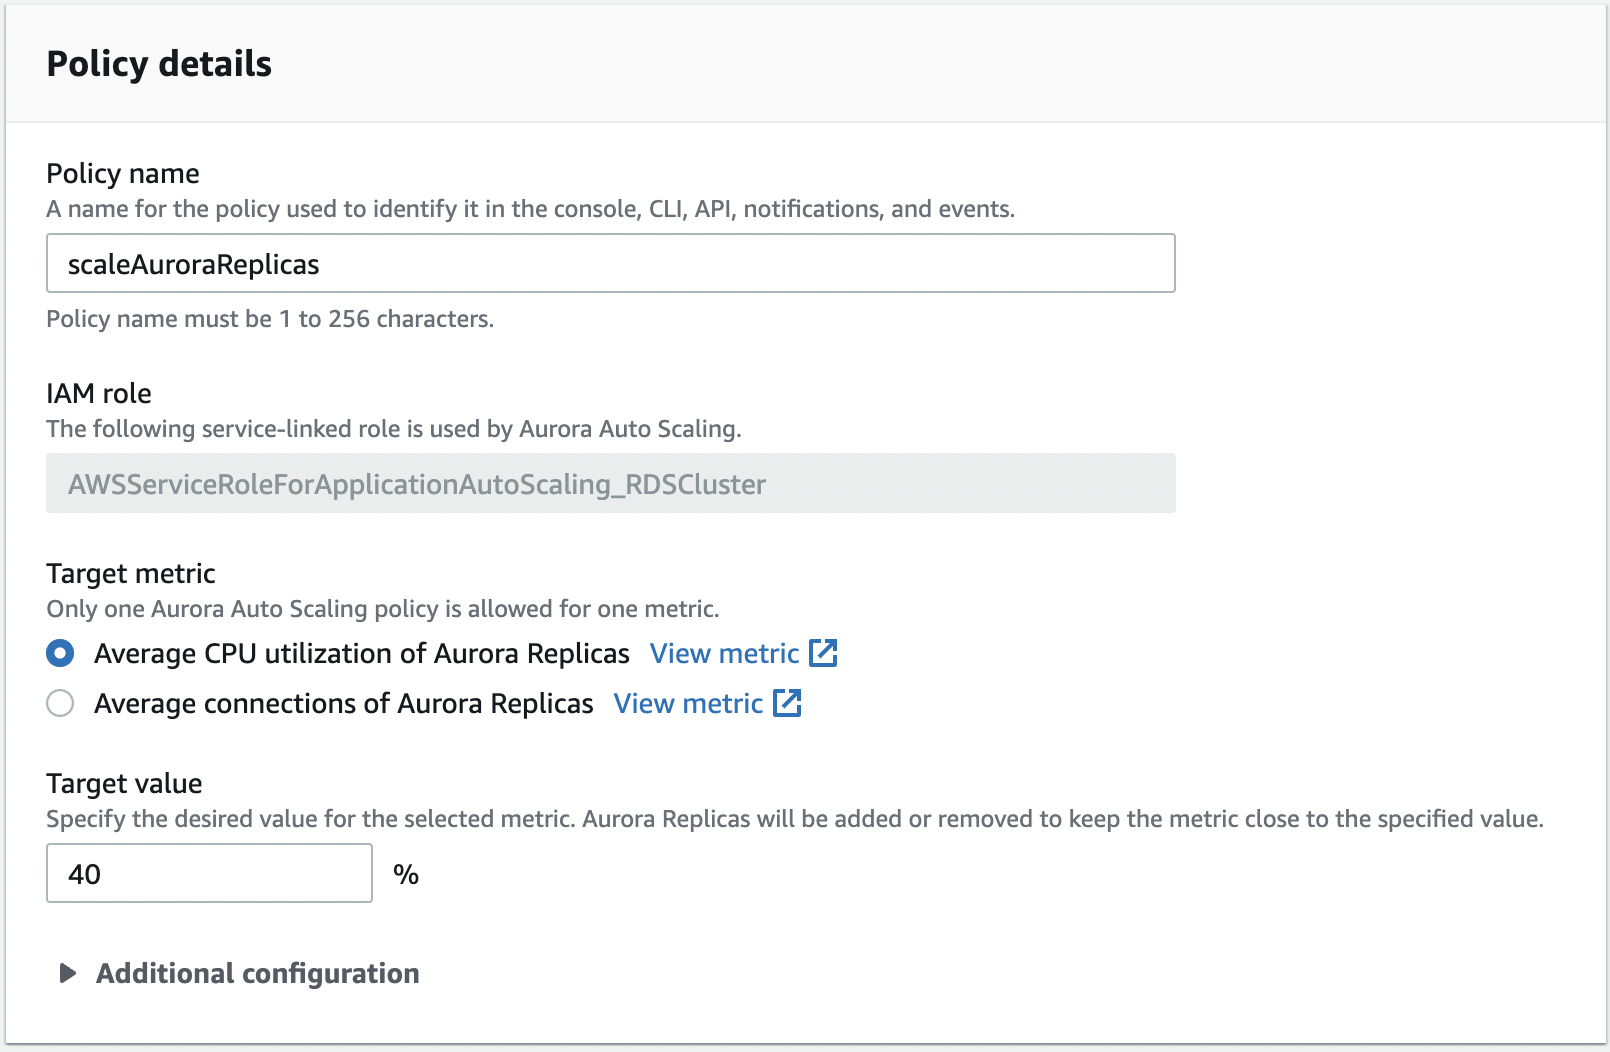 Policy details
Policy name
A name for the policy used to identify it in the console, CLI, API, notifications, and events.
scaleAuroraReplicas
Policy name must be 1 to 256 characters.
IAM role
The following service-linked role is used by Aurora Auto Scaling.
AWSServiceRoleForApplicationAutoScaling_RDSCluster
Target metric
Only one Aurora Auto Scaling policy is allowed for one metric.
Average CPU utilization of Aurora Replicas View metric
Average connections of Aurora Replicas View metric
Target value
Specify the desired value for the selected metric. Aurora Replicas will be added or removed to keep the metric close to the specified value.
40 %
Additional configuration